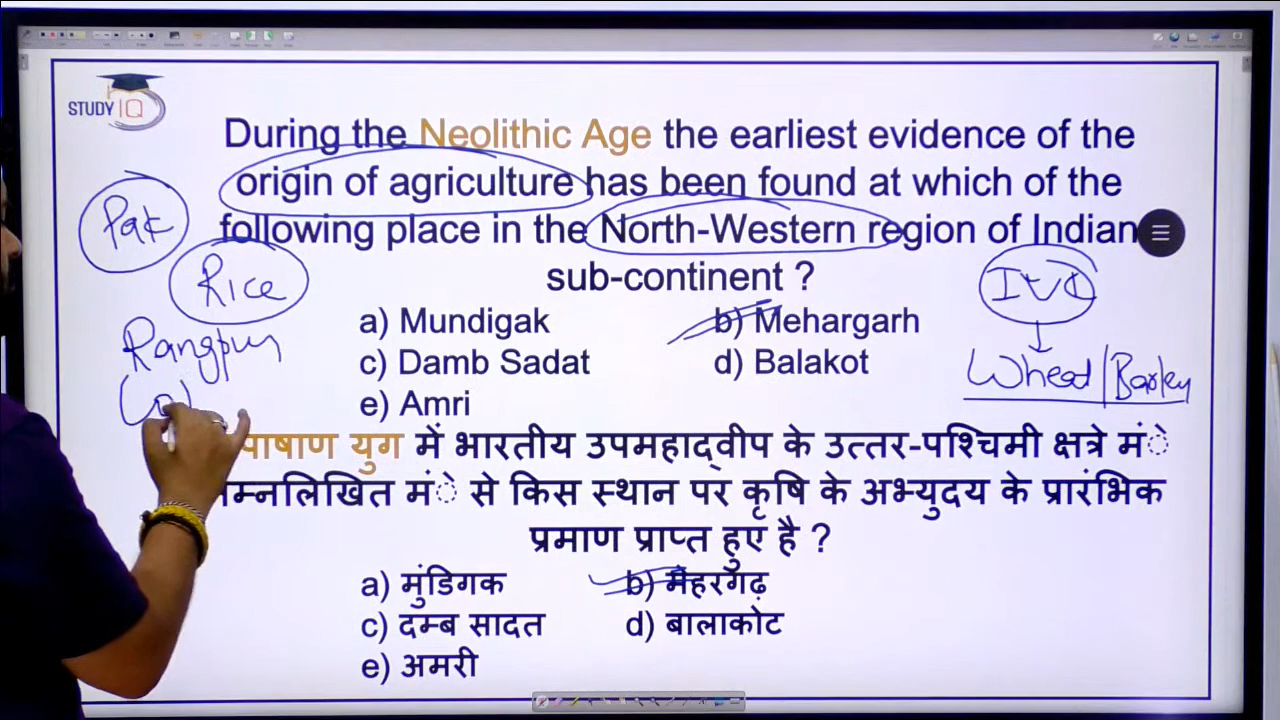 STUDY IQ
During the Neolithic Age the earliest evidence of the
origin of agriculture has been found at which of the
following place in the North-Western region of Indian
sub-continent ?
Pak
Rice
Rangpur
IVC
Wheat/Barley
a) Mundigak b) Mehargarh
c) Damb Sadat d) Balakot
e) Amri
पाषाण युग में भारतीय उपमहाद्वीप के उत्तर-पश्चिमी क्षत्रे मंे
म्नलिखित मंे से किस स्थान पर कृषि के अभ्युदय के प्रारंभिक
प्रमाण प्राप्त हुए है ?
a) मुंडिगक b) मेहरगढ़
c) दम्ब सादत d) बालाकोट
e) अमरी